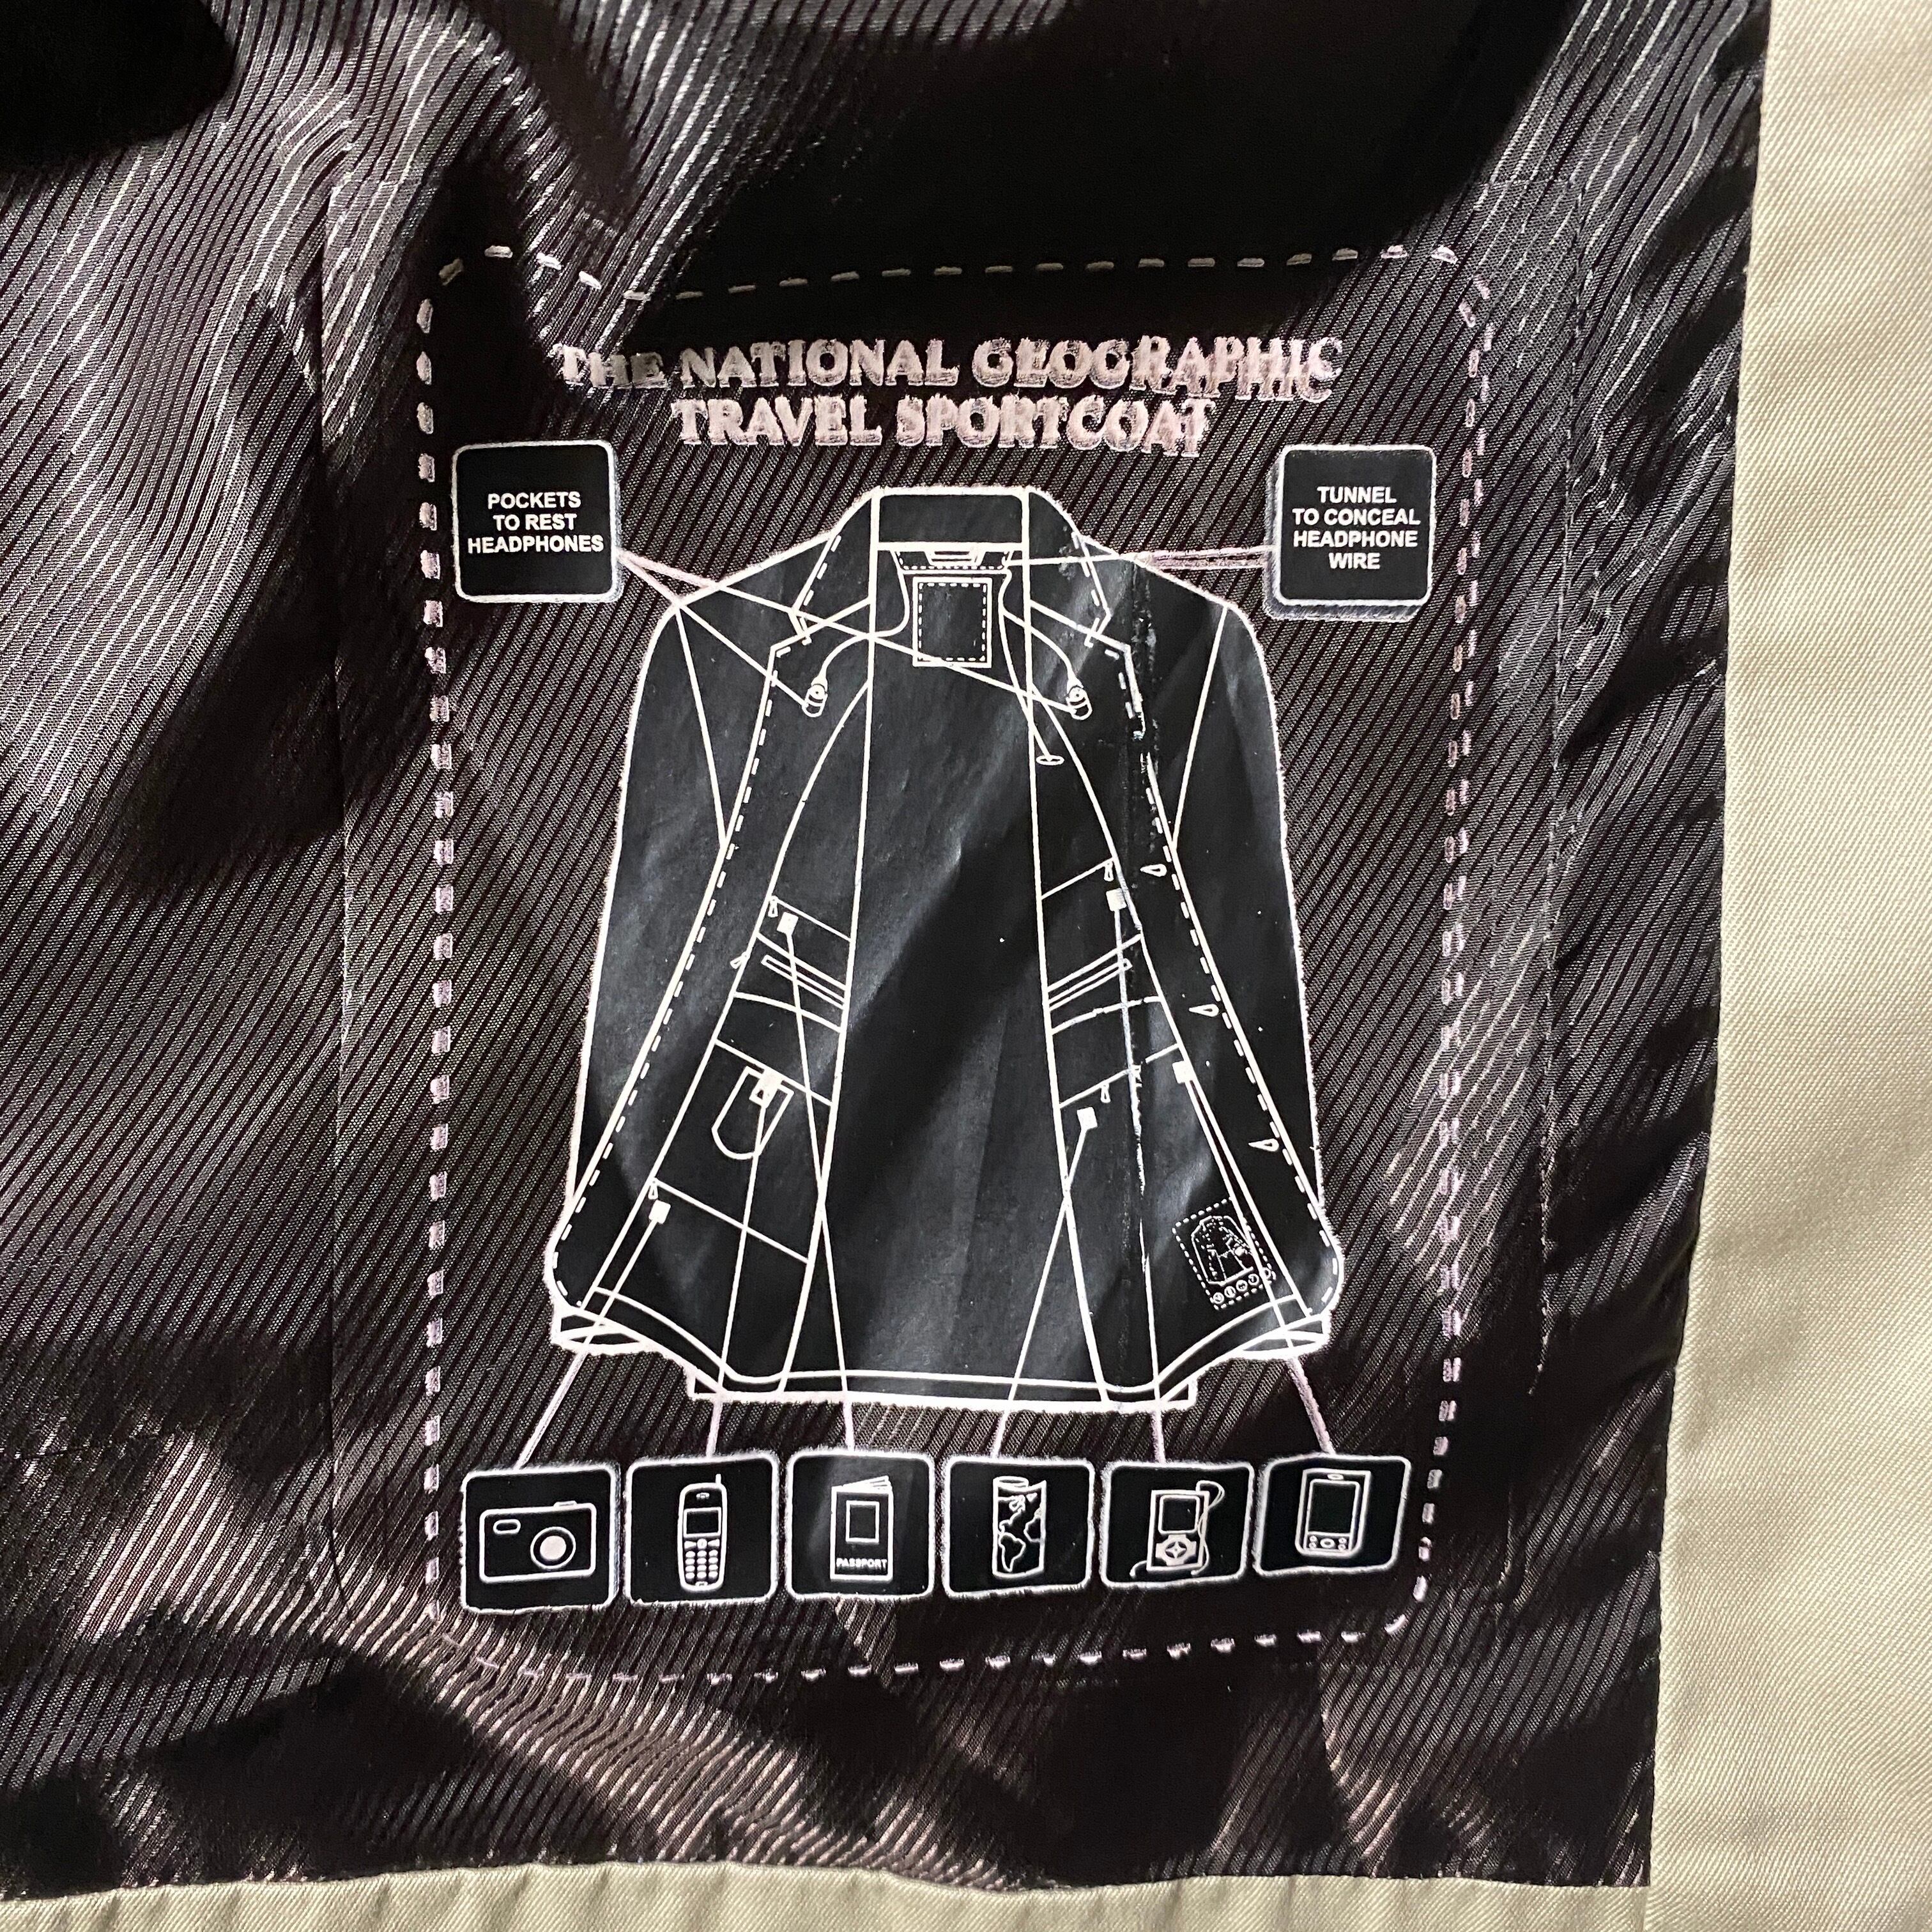 THE NATIONAL GEOGRAPHIC
TRAVEL SPORTCOAT
POCKETS
TO REST
HEADPHONES
TUNNEL
TO CONCEAL
HEADPHONE
WIRE
PASSPORT